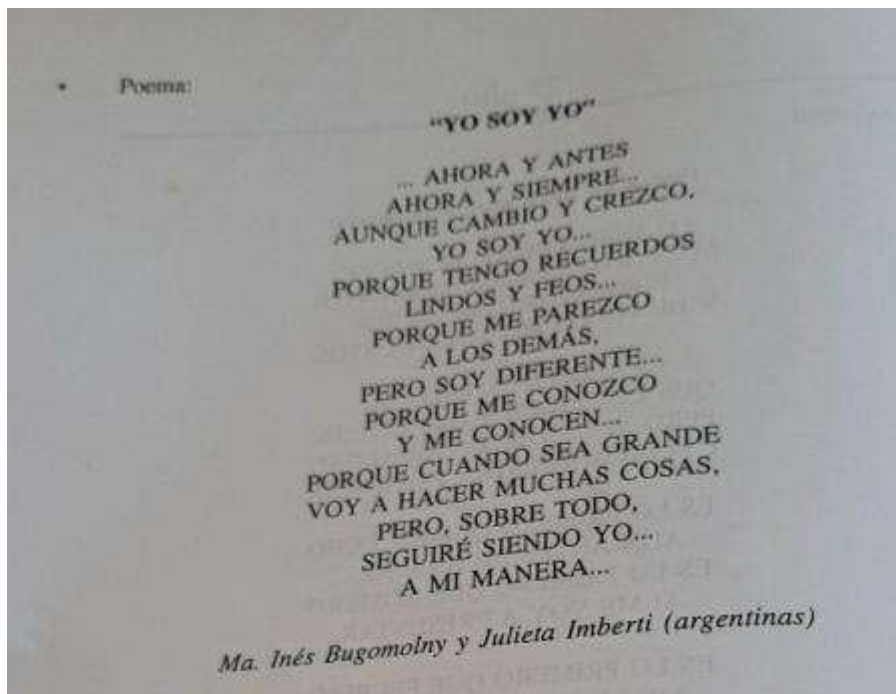 • Poema:
"YO SOY YO"
... AHORA Y ANTES
AHORA Y SIEMPRE...
AUNQUE CAMBIO Y CREZCO,
YO SOY YO...
PORQUE TENGO RECUERDOS
LINDOS Y FEOS...
PORQUE ME PAREZCO
A LOS DEMÁS,
PERO SOY DIFERENTE...
PORQUE ME CONOZCO
Y ME CONOCEN...
PORQUE CUANDO SEA GRANDE
VOY A HACER MUCHAS COSAS,
PERO, SOBRE TODO,
SEGUIRÉ SIENDO YO...
A MI MANERA...
Ma. Inés Bugomolny y Julieta Imberti (argentinas)